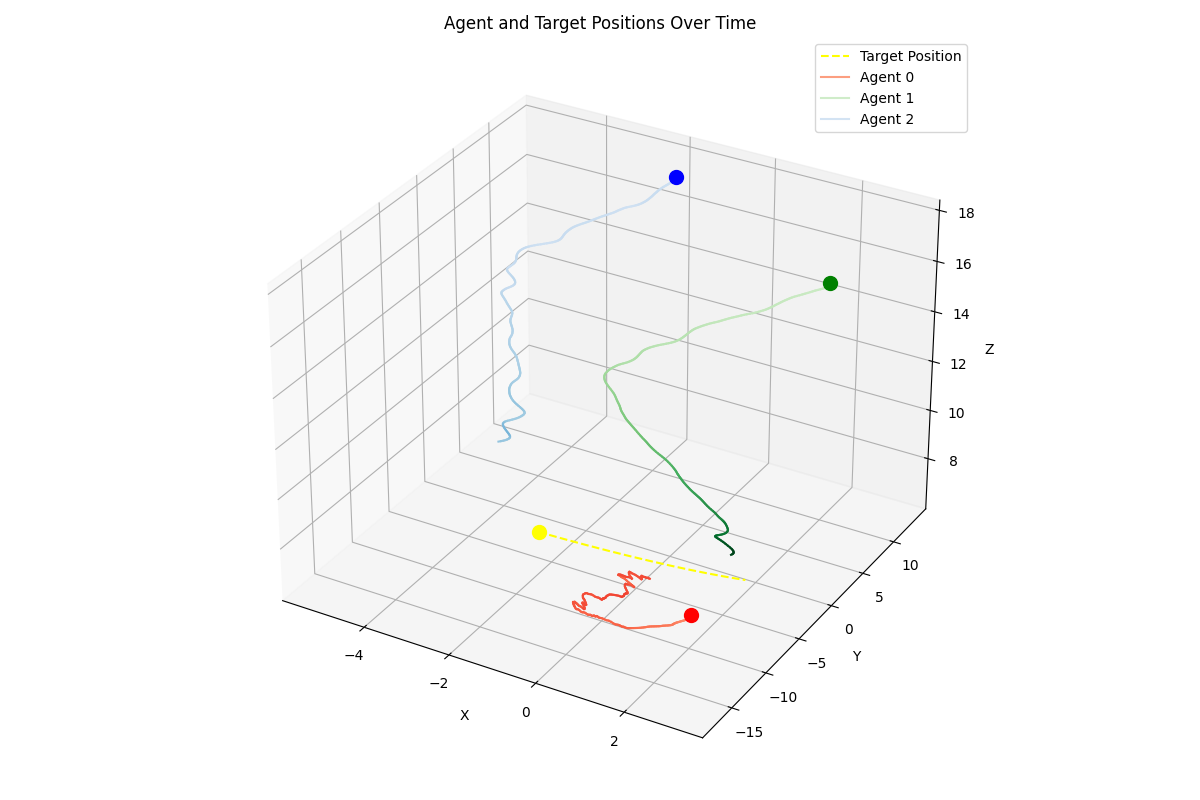 Agent and Target Positions Over Time
Target Position
Agent 0
Agent 1
Agent 2
18
16
14
12
10
8
Z
10
5
0
−5
−10
−15
Y
−4
−2
0
2
X